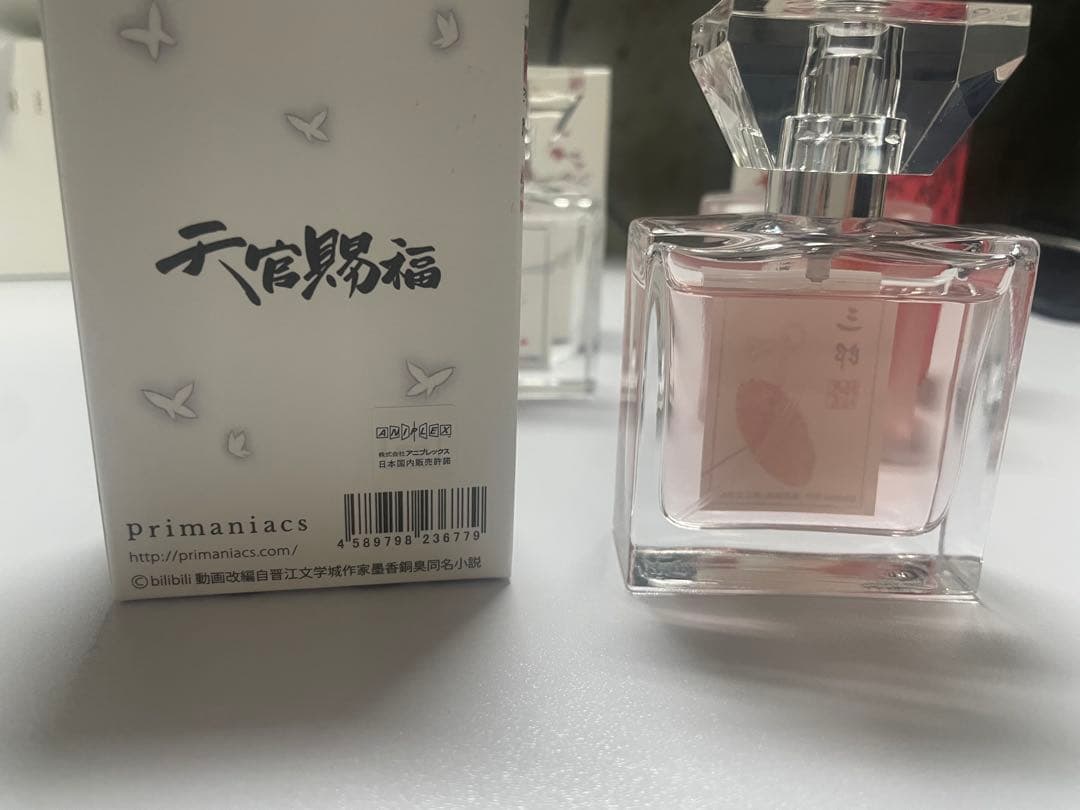 天官賜福
ANIPLEX
株式会社アニプレックス
日本国内販売許諾
primaniacs
4 589798 236779
http://primaniacs.com/
©bilibili 動画改編自晋江文学城作家墨香銅臭同名小説
三郎